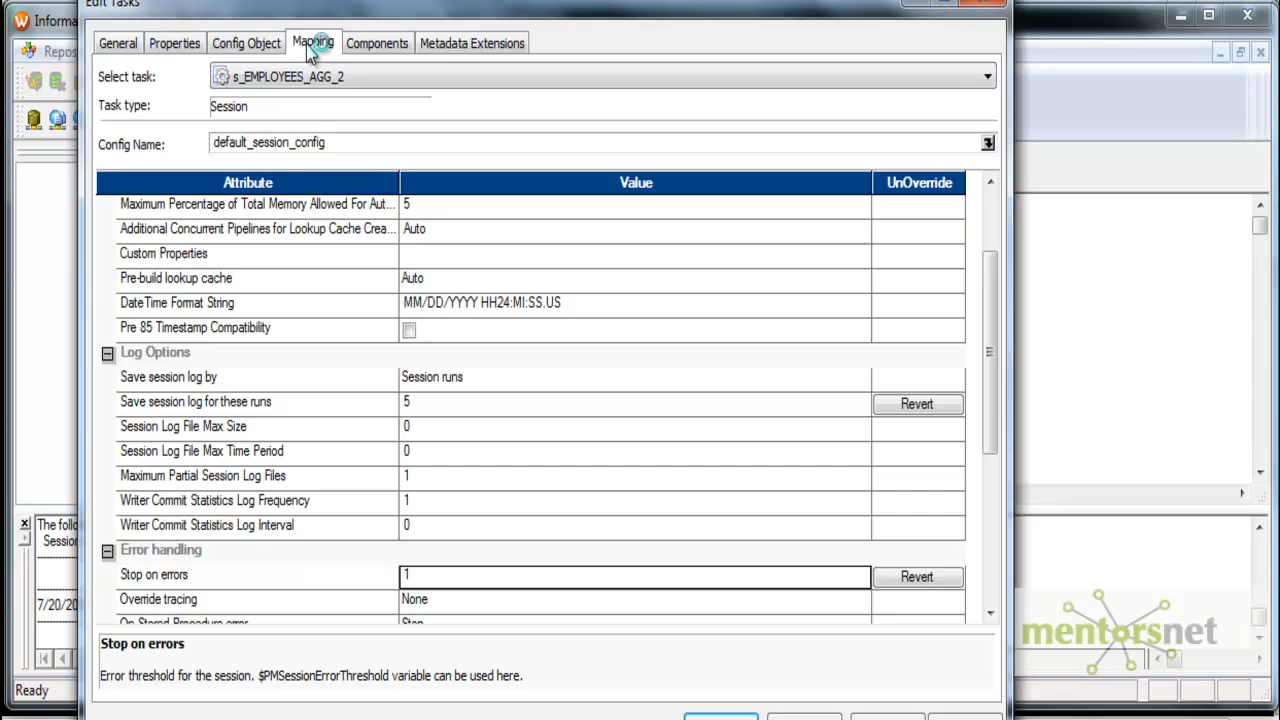 Edit Tasks
Informa
Repos
General Properties Config Object Mapping Components Metadata Extensions
Select task: s_EMPLOYEES_AGG_2
Task type: Session
Config Name: default_session_config
Attribute Value UnOverride
Maximum Percentage of Total Memory Allowed For Aut... 5
Additional Concurrent Pipelines for Lookup Cache Crea... Auto
Custom Properties
Pre-build lookup cache Auto
DateTime Format String MM/DD/YYYY HH24:MI:SS.US
Pre 85 Timestamp Compatibility
Log Options
Save session log by Session runs
Save session log for these runs 5 Revert
Session Log File Max Size 0
Session Log File Max Time Period 0
Maximum Partial Session Log Files 1
Writer Commit Statistics Log Frequency 1
Writer Commit Statistics Log Interval 0
Error handling
Stop on errors 1 Revert
Override tracing None
On Stored Procedure error Stop
Stop on errors
Error threshold for the session. $PMSessionErrorThreshold variable can be used here.
The follo
Session
7/20/20
Ready
mentorsnet